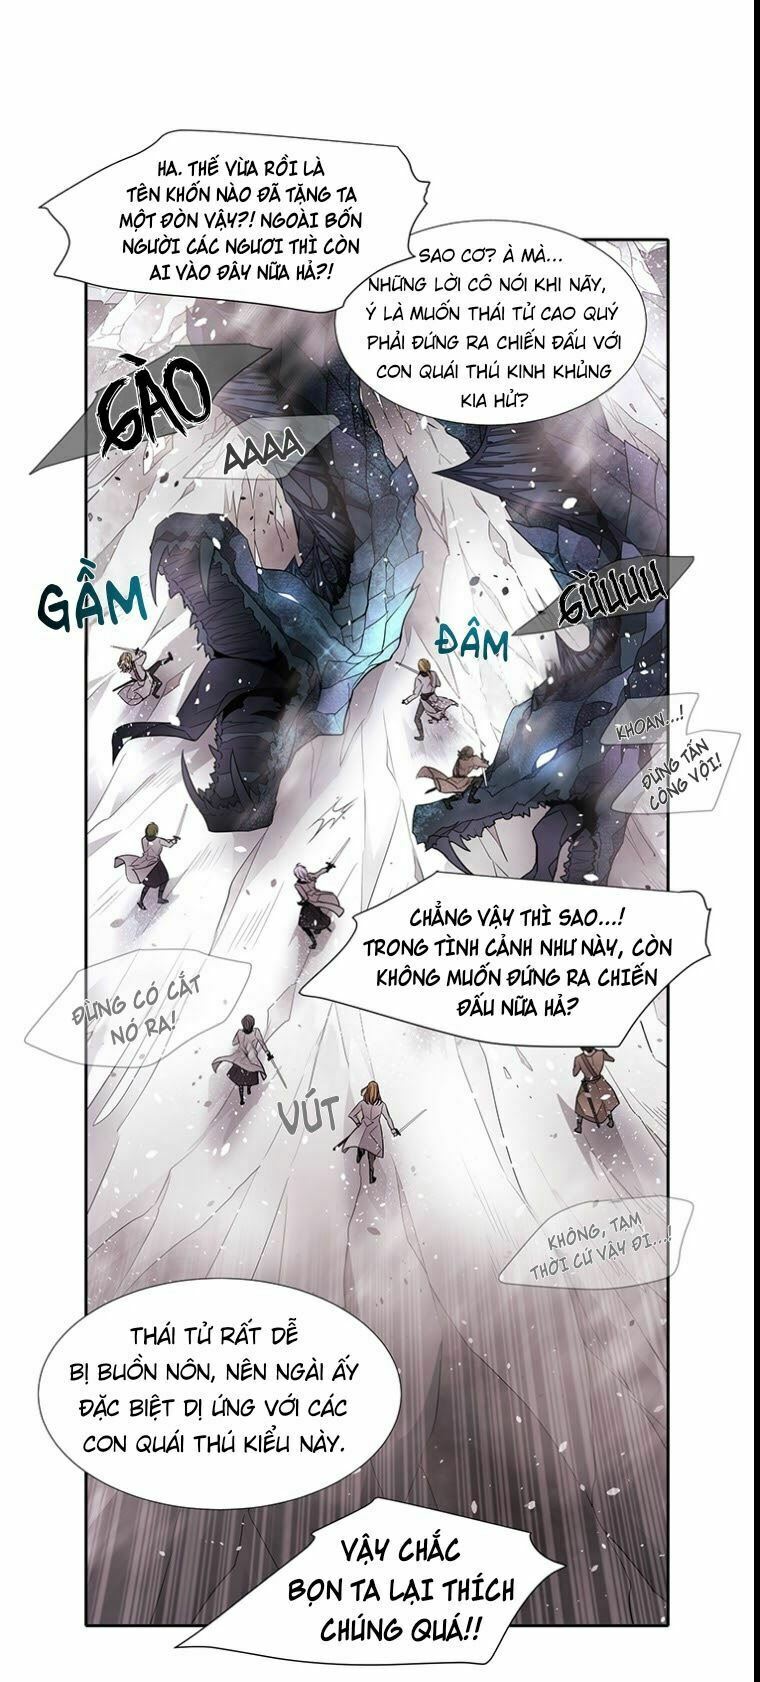 HA. THẾ VỪA RỒI LÀ
TÊN KHỐN NÀO ĐÃ TẶNG TA
MỘT ĐÒN VẬY?! NGOÀI BỐN
NGƯỜI CÁC NGƯƠI THÌ CÒN
AI VÀO ĐÂY NỮA HẢ?!
SAO CƠ? À MÀ...
NHỮNG LỜI CÔ NÓI KHI NÃY,
Ý LÀ MUỐN THÁI TỬ CAO QUÝ
PHẢI ĐỨNG RA CHIẾN ĐẤU VỚI
CON QUÁI THÚ KINH KHỦNG
KIA HỬ?
GÀO
AAAA
GẦM
GỪUUU
ĐÂM
KHOAN...!
ĐỪNG TẤN
CÔNG VỘI!
CHẲNG VẬY THÌ SAO...!
TRONG TÌNH CẢNH NHƯ NÀY, CÒN
KHÔNG MUỐN ĐỨNG RA CHIẾN
ĐẤU NỮA HẢ?
ĐỪNG CÓ CẮT
NÓ RA!
VÚT
KHÔNG, TẠM
THỜI CỨ VẬY ĐI...!
THÁI TỬ RẤT DỄ
BỊ BUỒN NÔN, NÊN NGÀI ẤY
ĐẶC BIỆT DỊ ỨNG VỚI CÁC
CON QUÁI THÚ KIỂU NÀY.
VẬY CHẮC
BỌN TA LẠI THÍCH
CHÚNG QUÁ!!